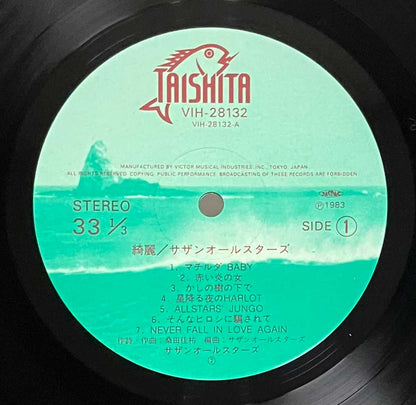 TAISHITA
VIH-28132
VIH-28132-A
MANUFACTURED BY VICTOR MUSICAL INDUSTRIES, INC., TOKYO, JAPAN.
ALL RIGHTS RESERVED. COPYING, PUBLIC PERFORMANCE, BROADCASTING OF THESE RECORDS ARE FORBIDDEN.
STEREO
33 1/3
Ⓟ1983
SIDE 1
綺麗/サザンオールスターズ
1. マチルダ BABY
2. 赤い炎の女
3. かしの樹の下で
4. 星降る夜のHARLOT
5. ALLSTARS' JUNGO
6. そんなヒロシに騙されて
7. NEVER FALL IN LOVE AGAIN
作詩/作曲:桑田佳祐 編曲:サザンオールスターズ
サザンオールスターズ